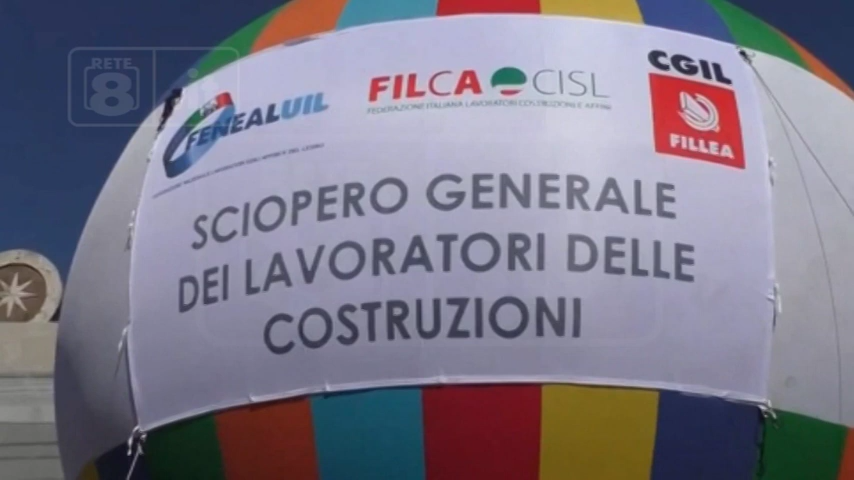 RETE
8
FENEALUIL
FILCA CISL
FEDERAZIONE ITALIANA LAVORATORI COSTRUZIONI E AFFINI
CGIL
FILLEA
SCIOPERO GENERALE
DEI LAVORATORI DELLE
COSTRUZIONI